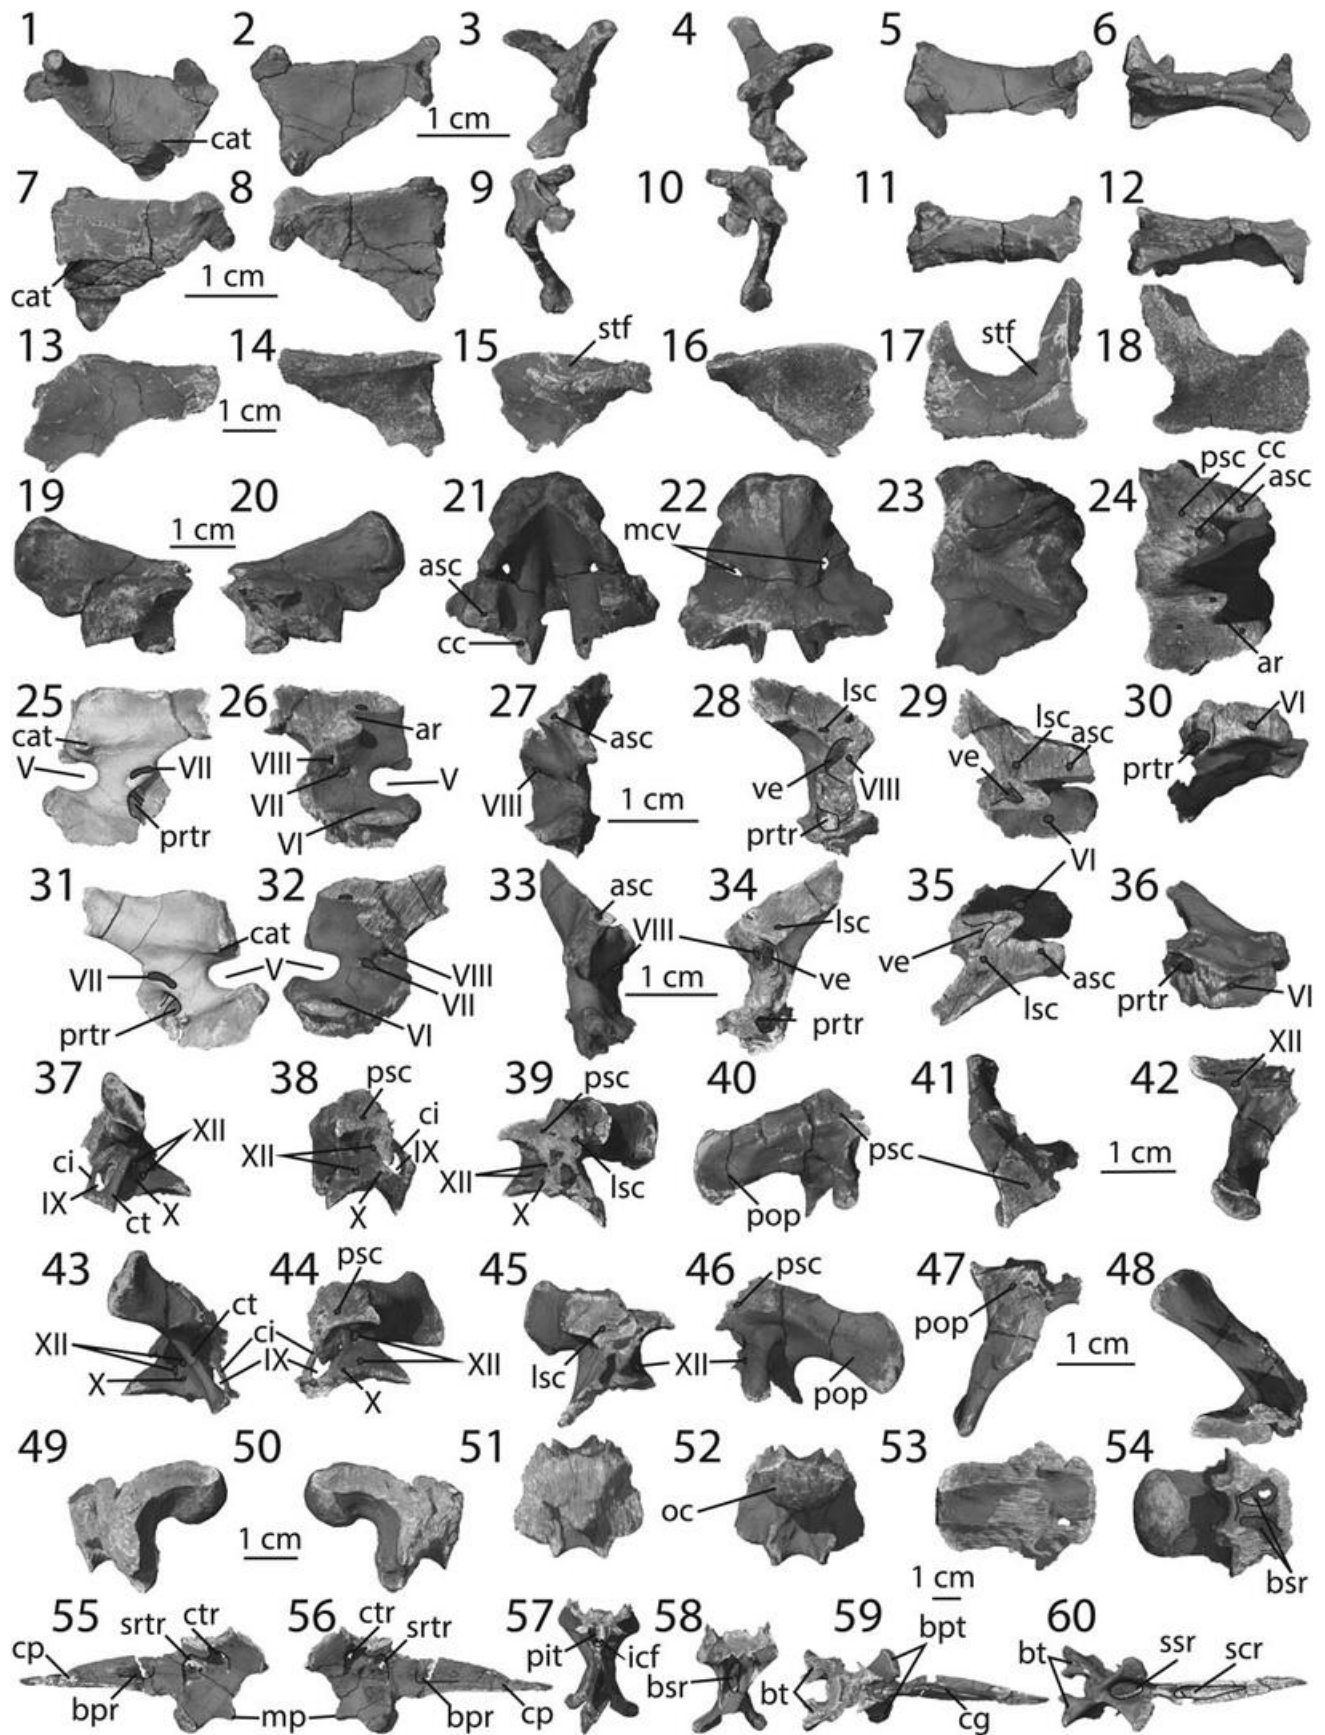 1 2 3 4 5 6
cat
1 cm
7 8 9 10 11 12
cat
1 cm
13 14 15 16 17 18
stf
stf
1 cm
19 20 21 22 23 24
psc cc asc
1 cm
mcv
asc
cc
ar
25 26 27 28 29 30
cat
V
VII
prtr
ar
VIII
VII
V
VI
asc
VIII
1 cm
lsc
ve
VIII
prtr
lsc asc
ve
VI
VI
prtr
31 32 33 34 35 36
cat
VII
V
prtr
VIII
VII
VI
asc
VIII
1 cm
lsc
ve
prtr
ve
asc
lsc
prtr
VI
37 38 39 40 41 42
XII
ci
IX
ct
X
psc
XII
ci
IX
X
psc
XII
X
lsc
psc
pop
1 cm
XII
43 44 45 46 47 48
ct
XII
X
ci
IX
psc
XII
X
lsc
XII
psc
pop
pop
1 cm
49 50 51 52 53 54
1 cm
oc
bsr
1 cm
55 56 57 58 59 60
cp
srtr
ctr
bpr
mp
ctr
srtr
bpr
cp
pit
icf
bsr
bt
bpt
cg
bt
ssr
scr